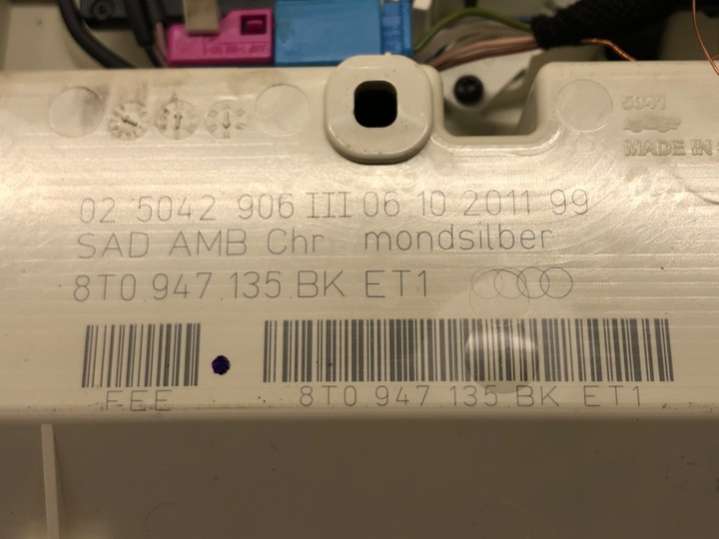 MADE IN
02 5042 906 III 06 10 2011 99
SAD AMB Chr mondsilber
8T0 947 135 BK ET1
FEE
8T0 947 135 BK ET1